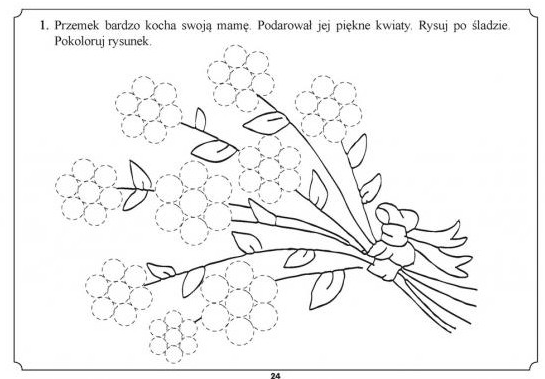 1. Przemek bardzo kocha swoją mamę. Podarował jej piękne kwiaty. Rysuj po śladzie.
Pokoloruj rysunek.
24